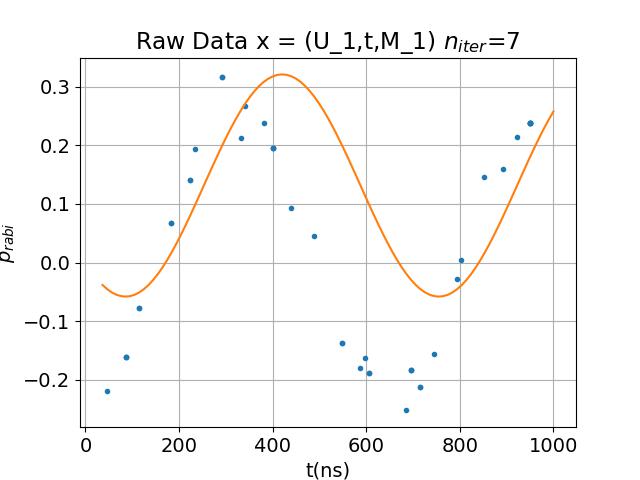 Raw Data x = (U_1,t,M_1) n_{iter}=7
p_{rabi}
0.3
0.2
0.1
0.0
−0.1
−0.2
0 200 400 600 800 1000
t(ns)